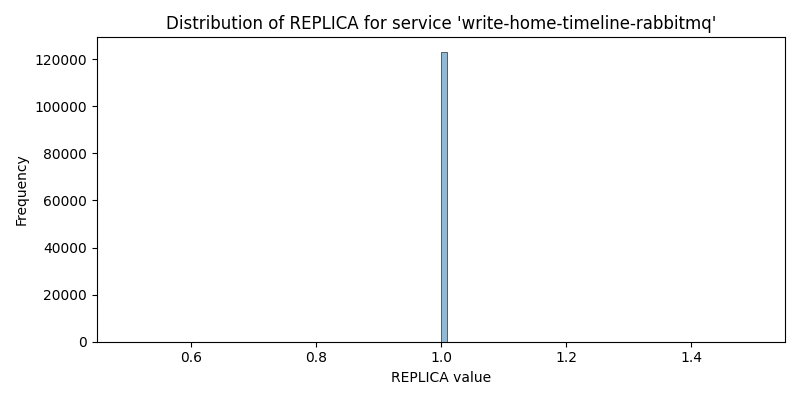 Distribution of REPLICA for service 'write-home-timeline-rabbitmq'
120000
100000
80000
60000
40000
20000
0
Frequency
0.6 0.8 1.0 1.2 1.4
REPLICA value